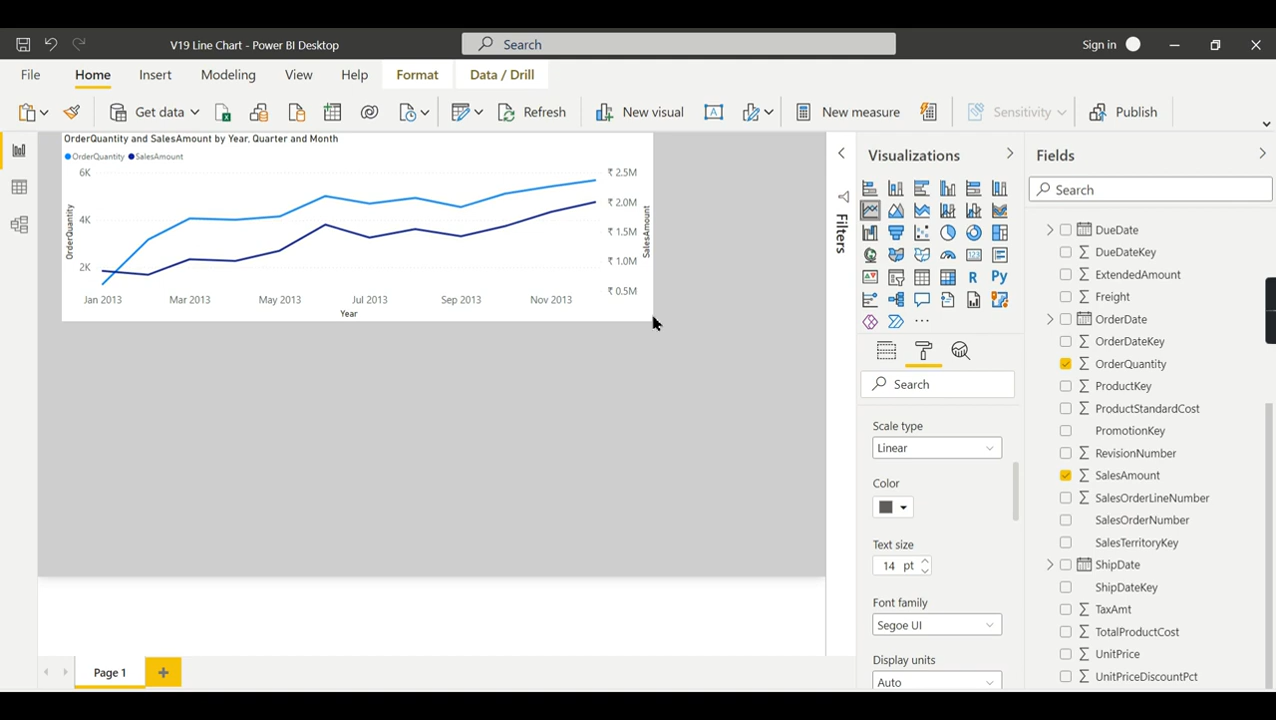 V19 Line Chart - Power BI Desktop
Search
Sign in
File Home Insert Modeling View Help Format Data / Drill
Get data Refresh New visual New measure Sensitivity Publish
OrderQuantity and SalesAmount by Year, Quarter and Month
OrderQuantity SalesAmount
6K
4K
2K
OrderQuantity
₹ 2.5M
₹ 2.0M
₹ 1.5M
₹ 1.0M
₹ 0.5M
SalesAmount
Jan 2013 Mar 2013 May 2013 Jul 2013 Sep 2013 Nov 2013
Year
Filters
Visualizations
R Py
Search
Scale type
Linear
Color
Text size
14 pt
Font family
Segoe UI
Display units
Auto
Fields
Search
DueDate
DueDateKey
ExtendedAmount
Freight
OrderDate
OrderDateKey
OrderQuantity
ProductKey
ProductStandardCost
PromotionKey
RevisionNumber
SalesAmount
SalesOrderLineNumber
SalesOrderNumber
SalesTerritoryKey
ShipDate
ShipDateKey
TaxAmt
TotalProductCost
UnitPrice
UnitPriceDiscountPct
Page 1